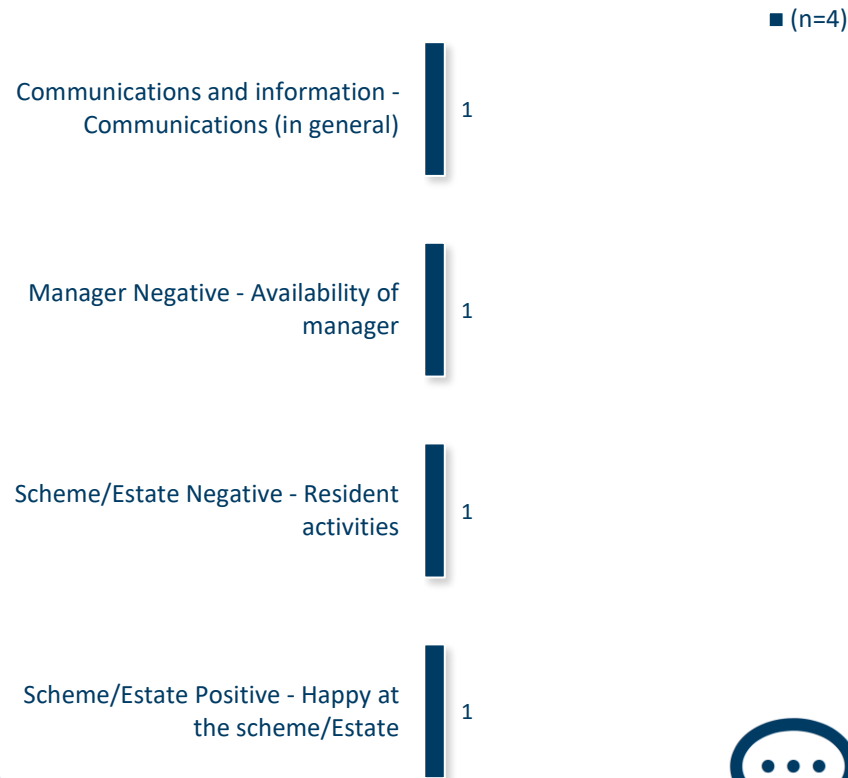 (n=4)
Communications and information -
Communications (in general)
1
Manager Negative - Availability of
manager
1
Scheme/Estate Negative - Resident
activities
1
Scheme/Estate Positive - Happy at
the scheme/Estate
1